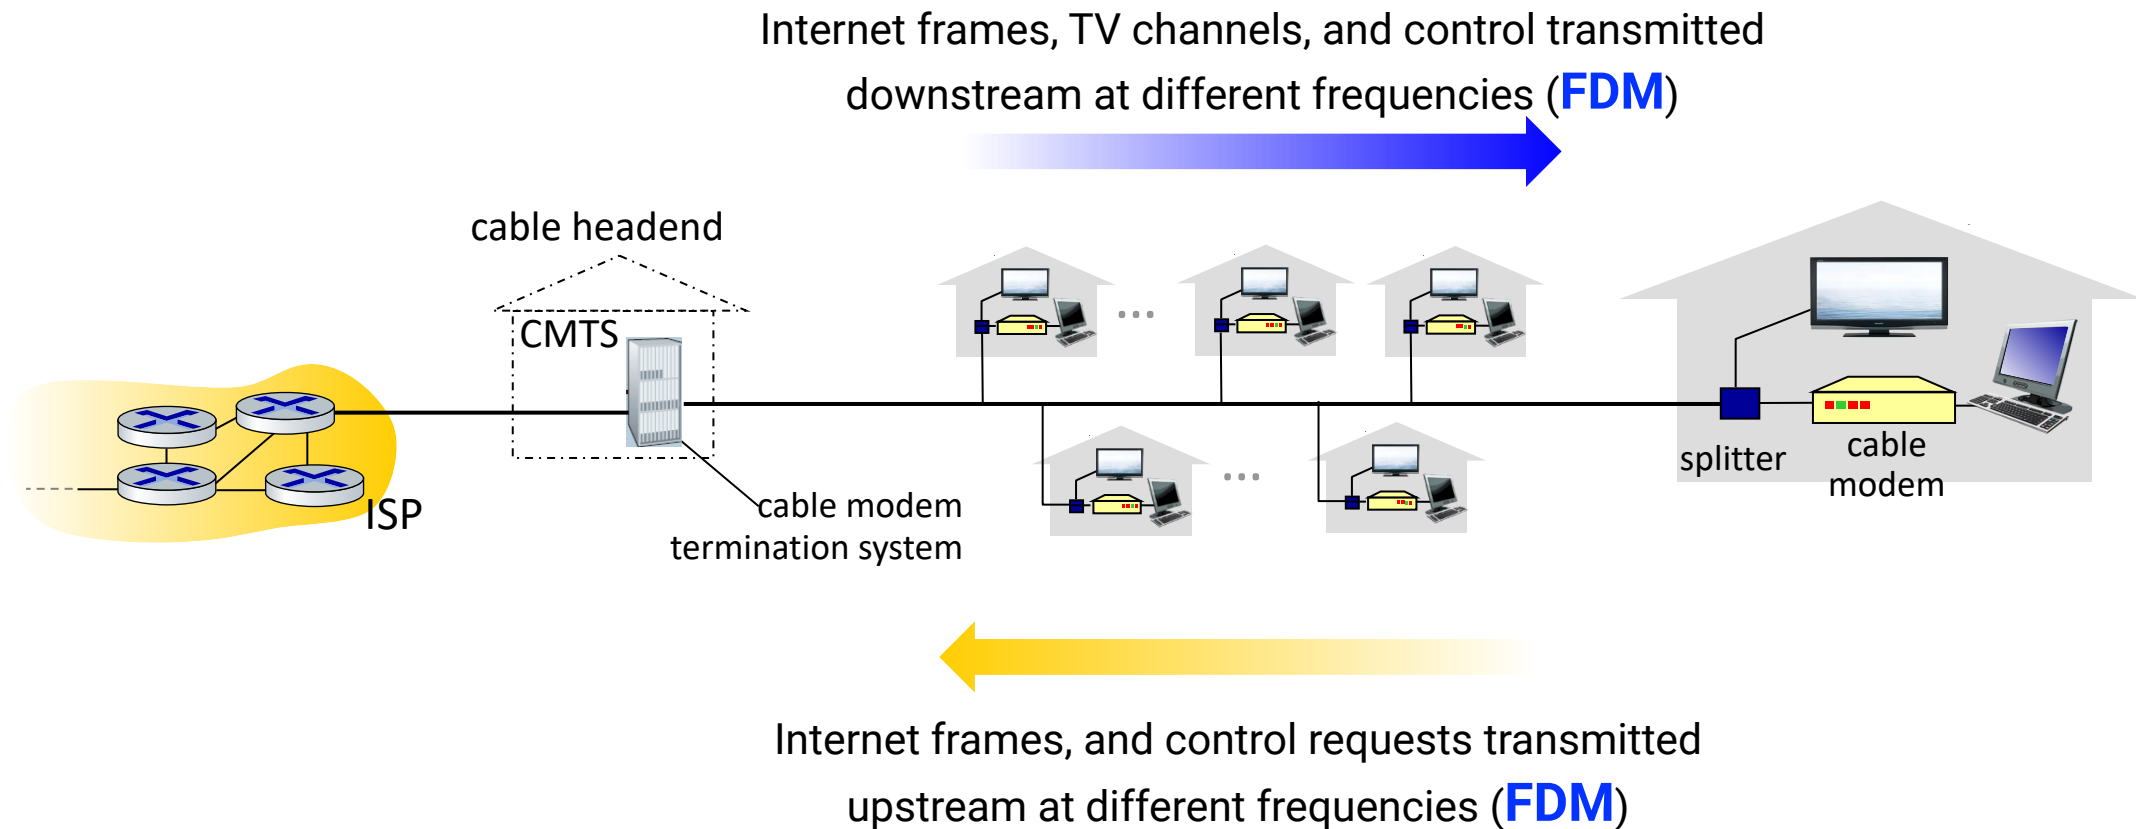 Internet frames, TV channels, and control transmitted
downstream at different frequencies (FDM)
cable headend
CMTS
ISP
cable modem
termination system
splitter
cable
modem
Internet frames, and control requests transmitted
upstream at different frequencies (FDM)